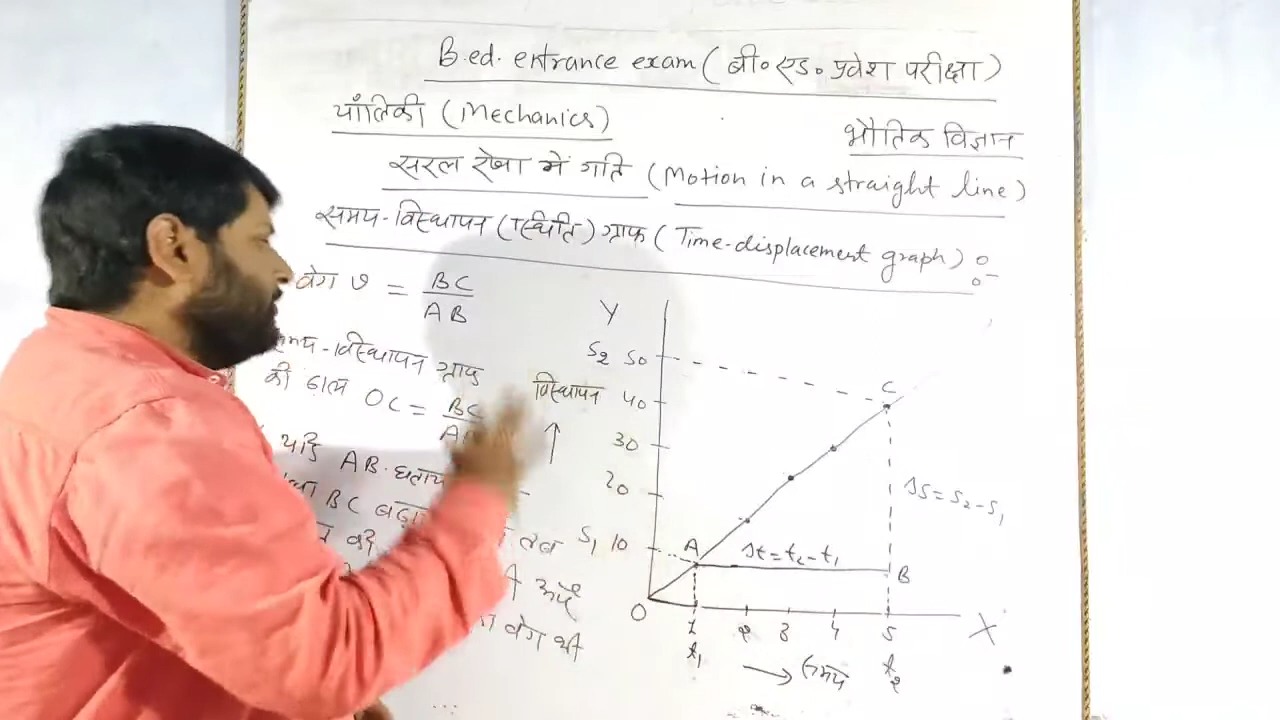 B.ed. entrance exam ( बी०एड० प्रवेश परीक्षा )
याँत्रिकी ( Mechanics )
भौतिक विज्ञान
सरल रेखा में गति ( Motion in a straight line )
समय-विस्थापन (स्थिति) ग्राफ ( Time-displacement graph ) :-
वेग v = BC / AB
समय-विस्थापन ग्राफ
की ढाल OC = BC
यदि AB घटायें
BC बढ़ा
तब
वेग भी
Y
S₂ 50
विस्थापन 40
30
20
S₁ 10
O
A
B
C
Δt = t₂ - t₁
Δs = s₂ - s₁
1 2 3 4 5
X
t₁
t₂
→ समय